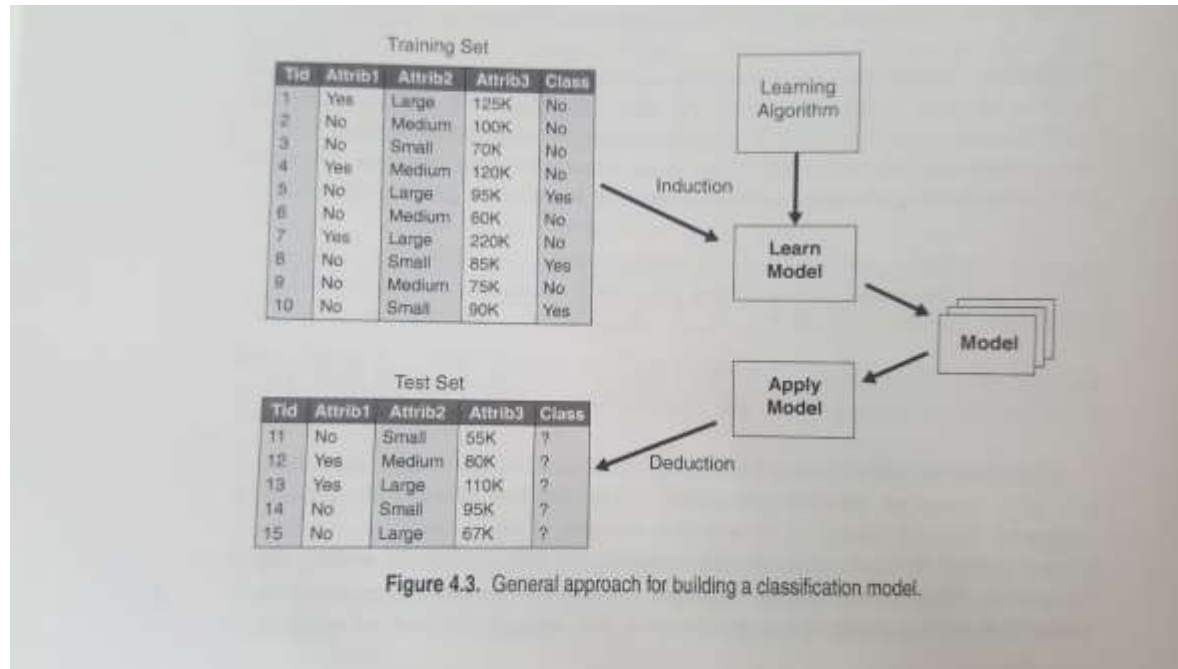 Training Set
Tid Attrib1 Attrib2 Attrib3 Class
1 Yes Large 125K No
2 No Medium 100K No
3 No Small 70K No
4 Yes Medium 120K No
5 No Large 95K Yes
6 No Medium 60K No
7 Yes Large 220K No
8 No Small 85K Yes
9 No Medium 75K No
10 No Small 90K Yes
Learning
Algorithm
Induction
Learn
Model
Model
Apply
Model
Deduction
Test Set
Tid Attrib1 Attrib2 Attrib3 Class
11 No Small 55K ?
12 Yes Medium 80K ?
13 Yes Large 110K ?
14 No Small 95K ?
15 No Large 67K ?
Figure 4.3. General approach for building a classification model.